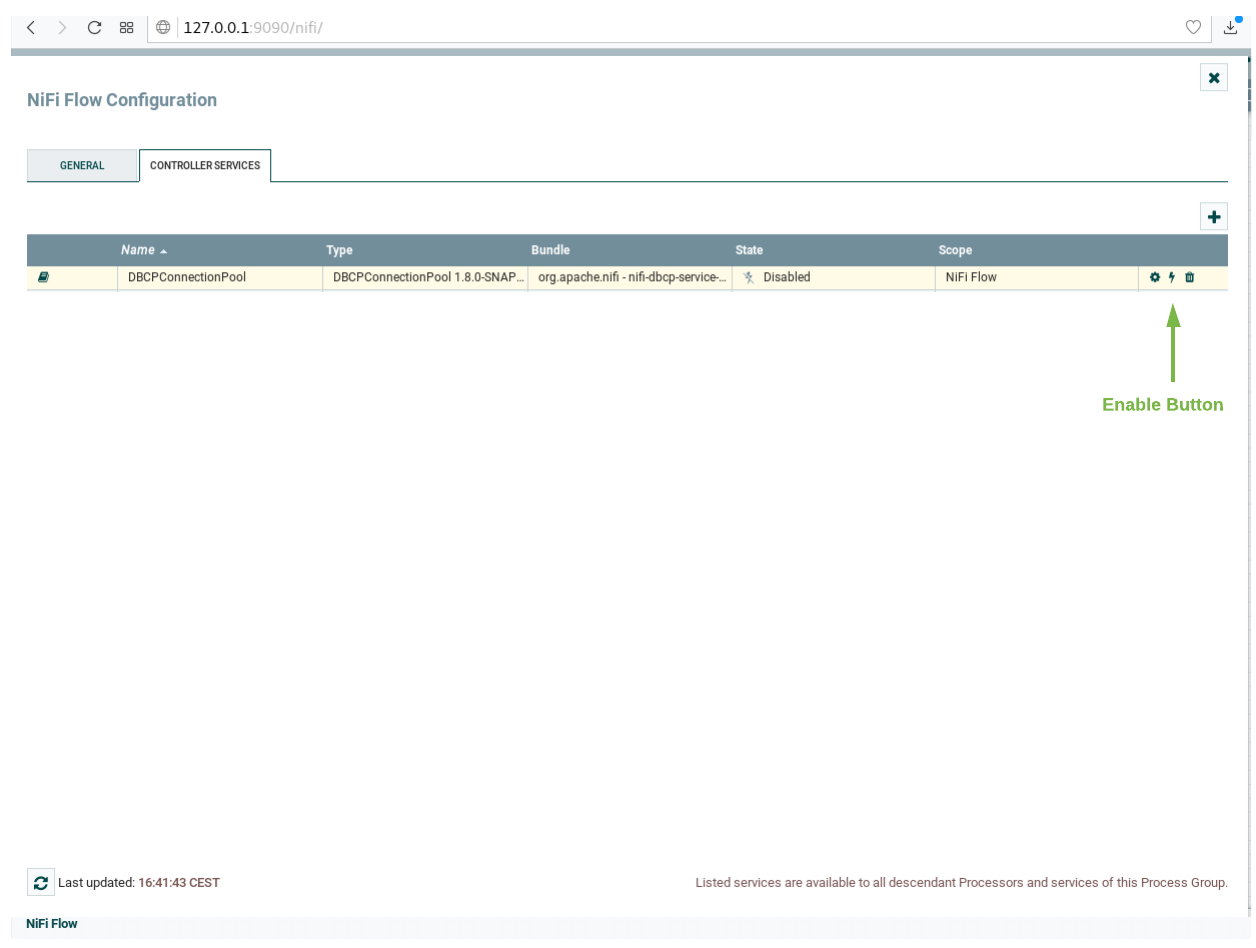 127.0.0.1:9090/nifi/
NiFi Flow Configuration
GENERAL CONTROLLER SERVICES
Name Type Bundle State Scope
DBCPConnectionPool DBCPConnectionPool 1.8.0-SNAP... org.apache.nifi - nifi-dbcp-service-... Disabled NiFi Flow
Enable Button
Last updated: 16:41:43 CEST Listed services are available to all descendant Processors and services of this Process Group.
NiFi Flow